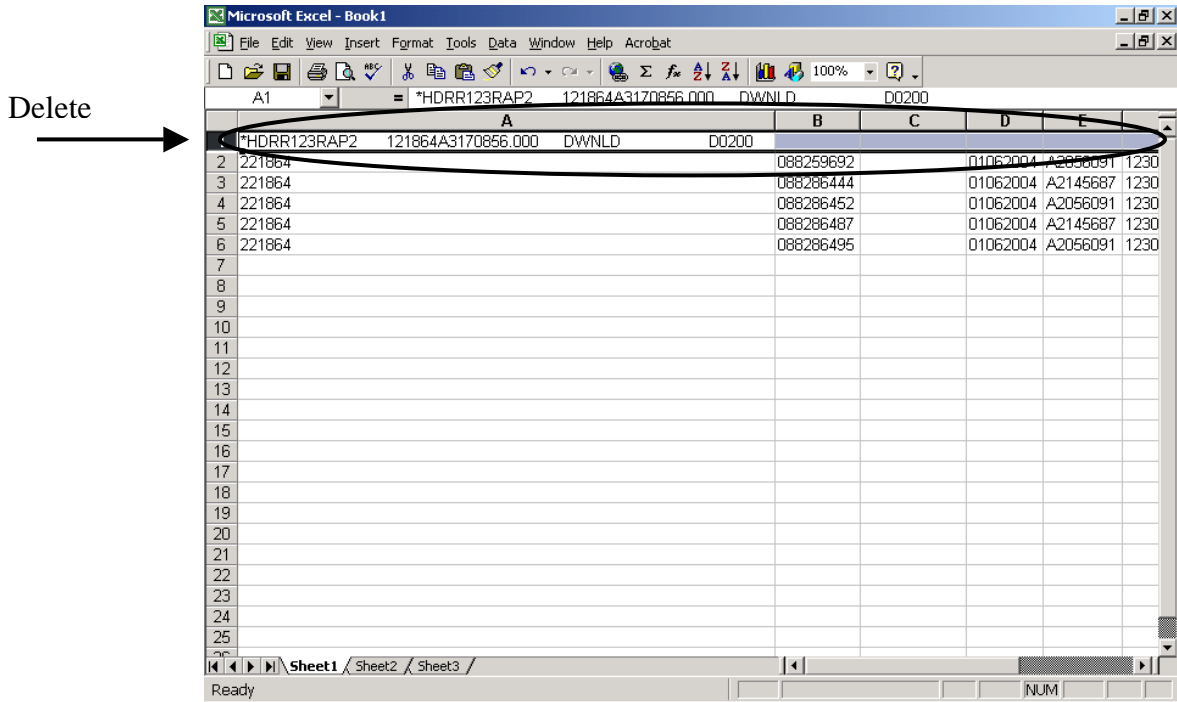 Microsoft Excel - Book1
File Edit View Insert Format Tools Data Window Help Acrobat
ABC Σ fx A Z Z A 100% ?
A1 = *HDRR123RAP2 121864A3170856.000 DWNLD D0200
Delete
A B C D E
*HDRR123RAP2 121864A3170856.000 DWNLD D0200
2 221864 088259692 01062004 A2056091 1230
3 221864 088286444 01062004 A2145687 1230
4 221864 088286452 01062004 A2056091 1230
5 221864 088286487 01062004 A2145687 1230
6 221864 088286495 01062004 A2056091 1230
7
8
9
10
11
12
13
14
15
16
17
18
19
20
21
22
23
24
25
26
Sheet1 Sheet2 Sheet3
Ready NUM